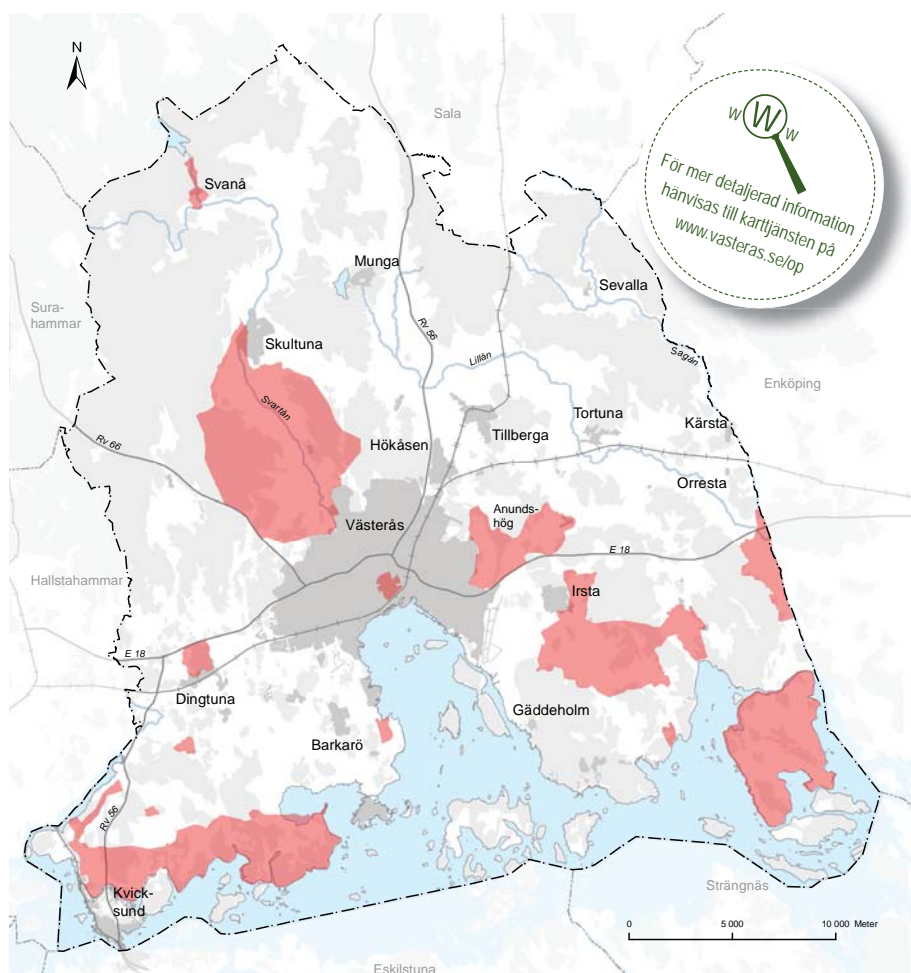 N
Sala
W W W
För mer detaljerad information
hänvisas till karttjänsten på
www.vasteras.se/op
Svanå
Munga
Sevalla
Sura-
hammar
Rv 56
Skultuna
Lillån
Sagån
Enköping
Svartån
Tortuna
Kärsta
Rv 66
Hökåsen
Tillberga
Orresta
Västerås
Anunds-
hög
E 18
Hallstahammar
Irsta
E 18
Dingtuna
Gäddeholm
Barkarö
Rv 56
Kvick-
sund
Strängnäs
0 5 000 10 000 Meter
Eskilstuna